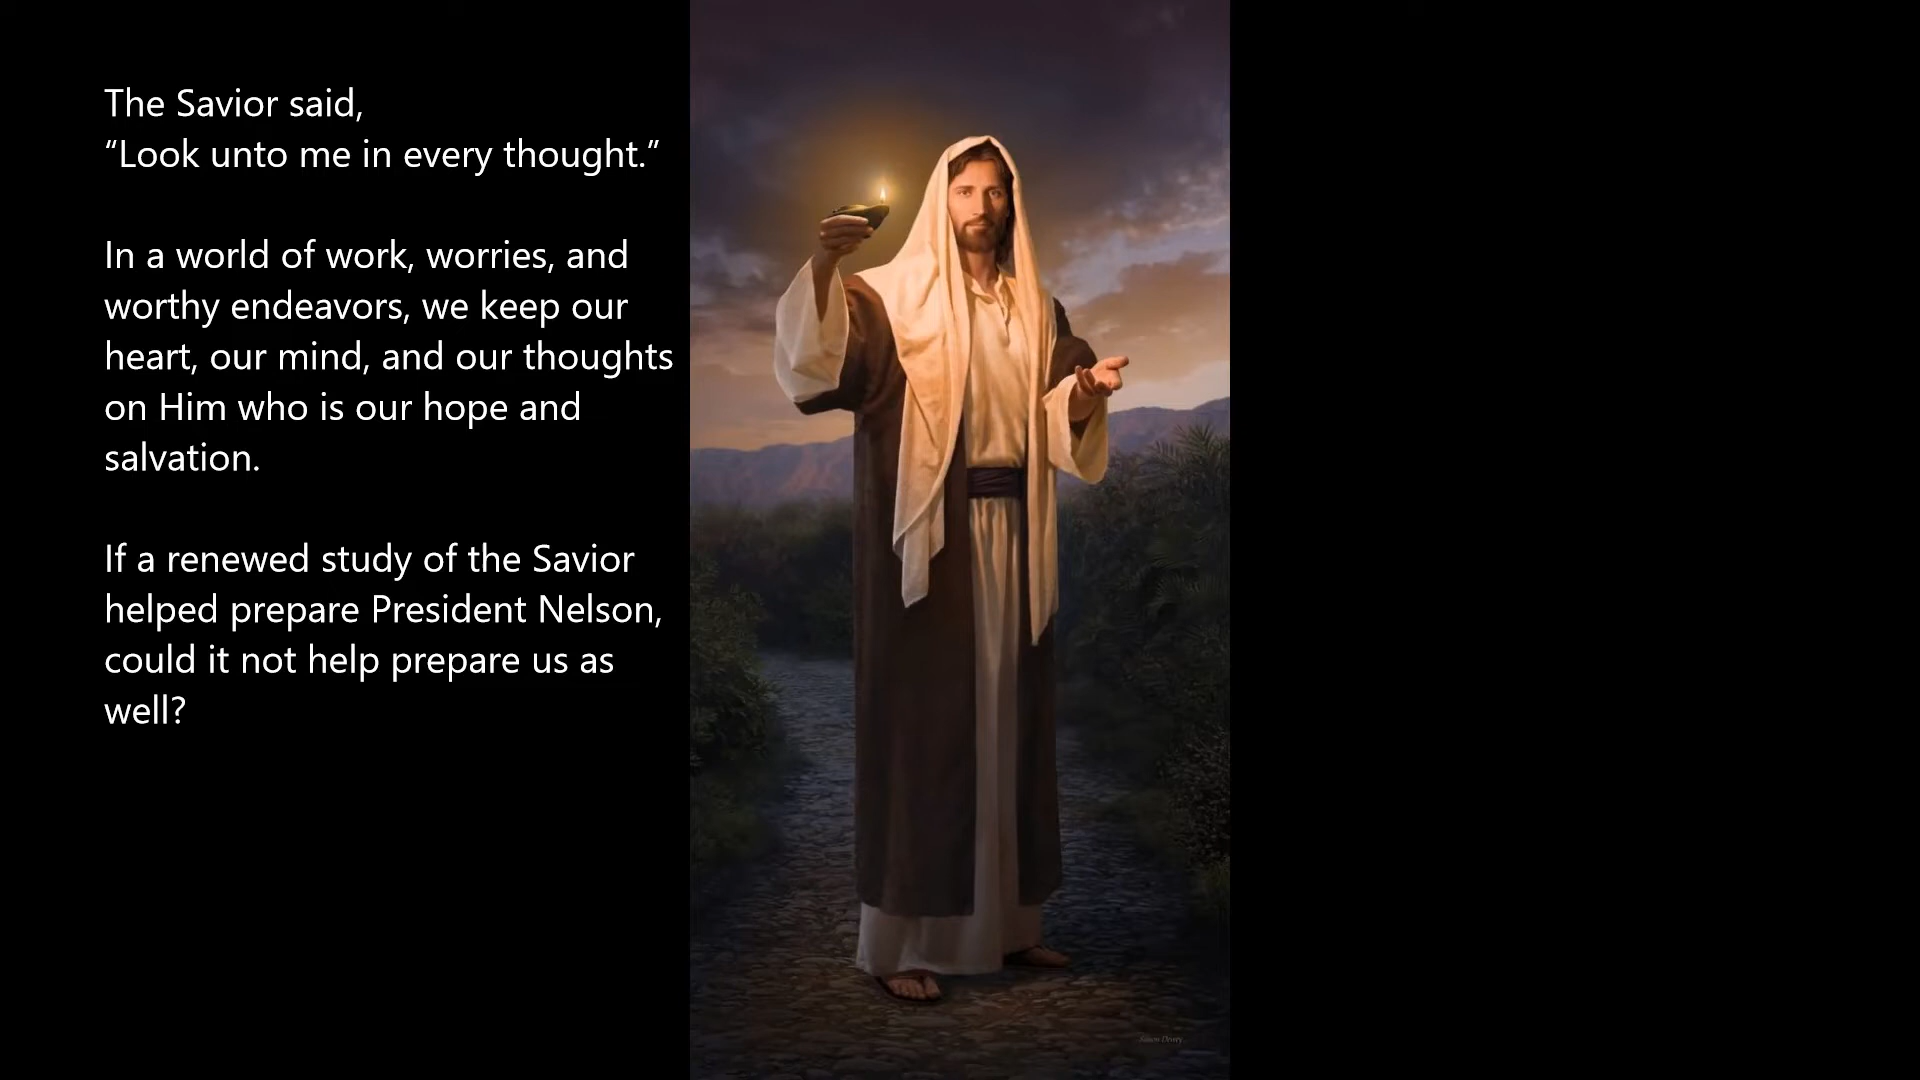 The Savior said,
“Look unto me in every thought.”
In a world of work, worries, and
worthy endeavors, we keep our
heart, our mind, and our thoughts
on Him who is our hope and
salvation.
If a renewed study of the Savior
helped prepare President Nelson,
could it not help prepare us as
well?